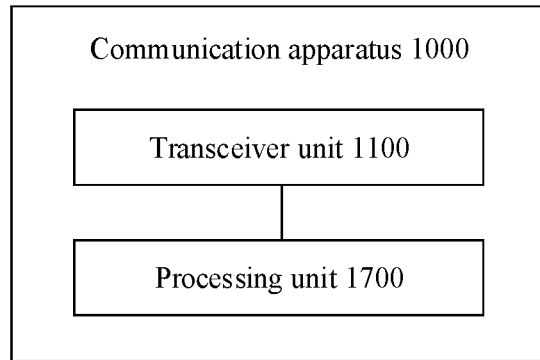 Communication apparatus 1000
Transceiver unit 1100
Processing unit 1700